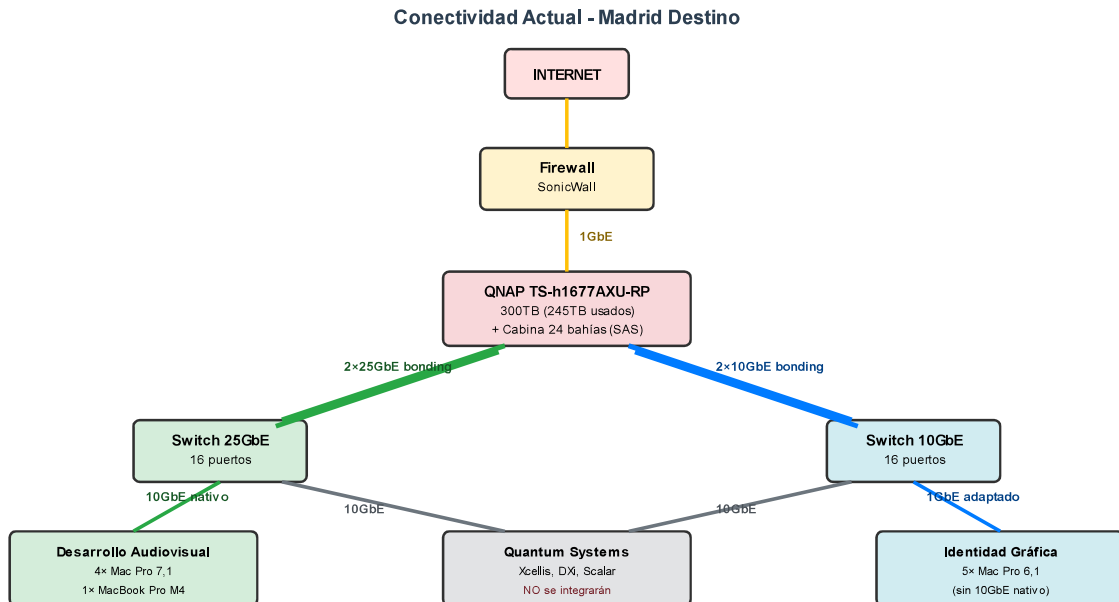 Conectividad Actual - Madrid Destino
INTERNET
Firewall
SonicWall
1GbE
QNAP TS-h1677AXU-RP
300TB (245TB usados)
+ Cabina 24 bahías (SAS)
2×25GbE bonding
2×10GbE bonding
Switch 25GbE
16 puertos
Switch 10GbE
16 puertos
10GbE nativo
10GbE
10GbE
1GbE adaptado
Desarrollo Audiovisual
4× Mac Pro 7,1
1× MacBook Pro M4
Quantum Systems
Xcellis, DXi, Scalar
NO se integrarán
Identidad Gráfica
5× Mac Pro 6,1
(sin 10GbE nativo)